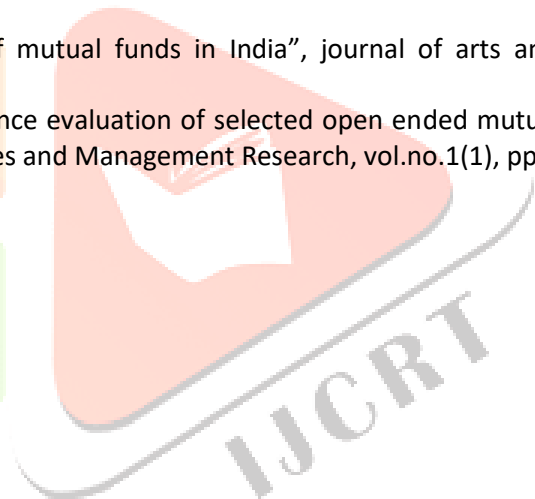 f mutual funds in India”, journal of arts an
nce evaluation of selected open ended mutu
es and Management Research, vol.no.1(1), pp
IJCRT